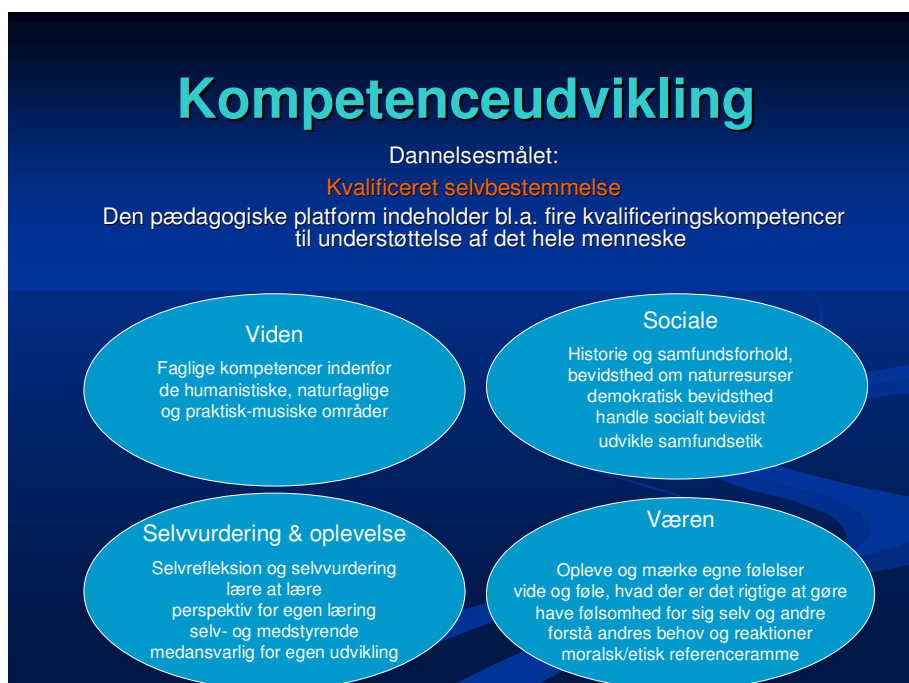 Kompetenceudvikling
Dannelsesmålet:
Kvalificeret selvbestemmelse
Den pædagogiske platform indeholder bl.a. fire kvalificeringskompetencer
til understøttelse af det hele menneske
Viden
Faglige kompetencer indenfor
de humanistiske, naturfaglige
og praktisk-musiske områder
Sociale
Historie og samfundsforhold,
bevidsthed om naturresurser
demokratisk bevidsthed
handle socialt bevidst
udvikle samfundsetik
Selvvurdering & oplevelse
Selvrefleksion og selvvurdering
lære at lære
perspektiv for egen læring
selv- og medstyrende
medansvarlig for egen udvikling
Væren
Opleve og mærke egne følelser
vide og føle, hvad der er det rigtige at gøre
have følsomhed for sig selv og andre
forstå andres behov og reaktioner
moralsk/etisk referenceramme